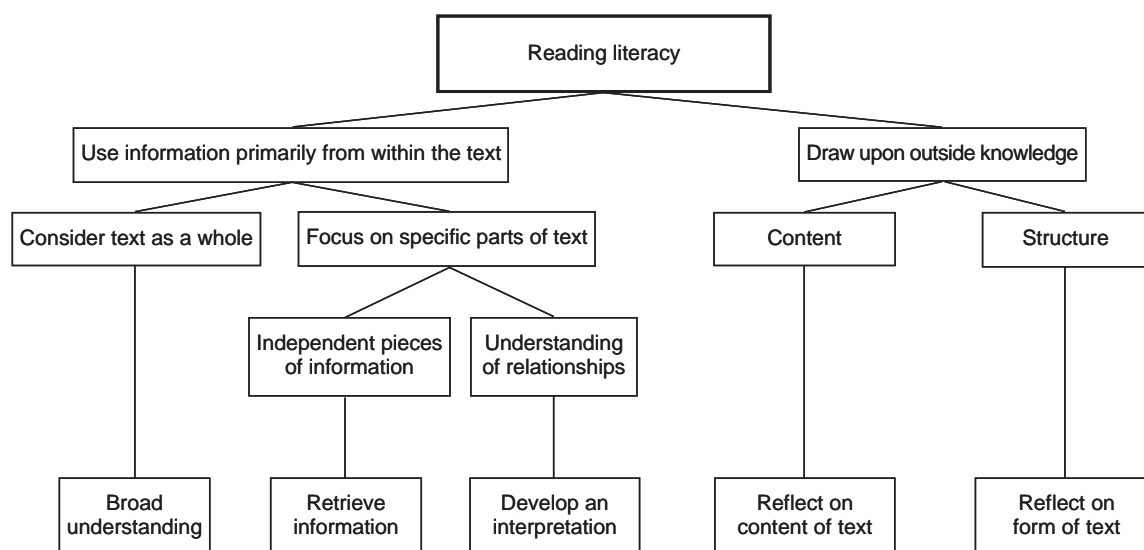 Reading literacy
Use information primarily from within the text
Draw upon outside knowledge
Consider text as a whole
Focus on specific parts of text
Content
Structure
Independent pieces
of information
Understanding
of relationships
Broad
understanding
Retrieve
information
Develop an
interpretation
Reflect on
content of text
Reflect on
form of text